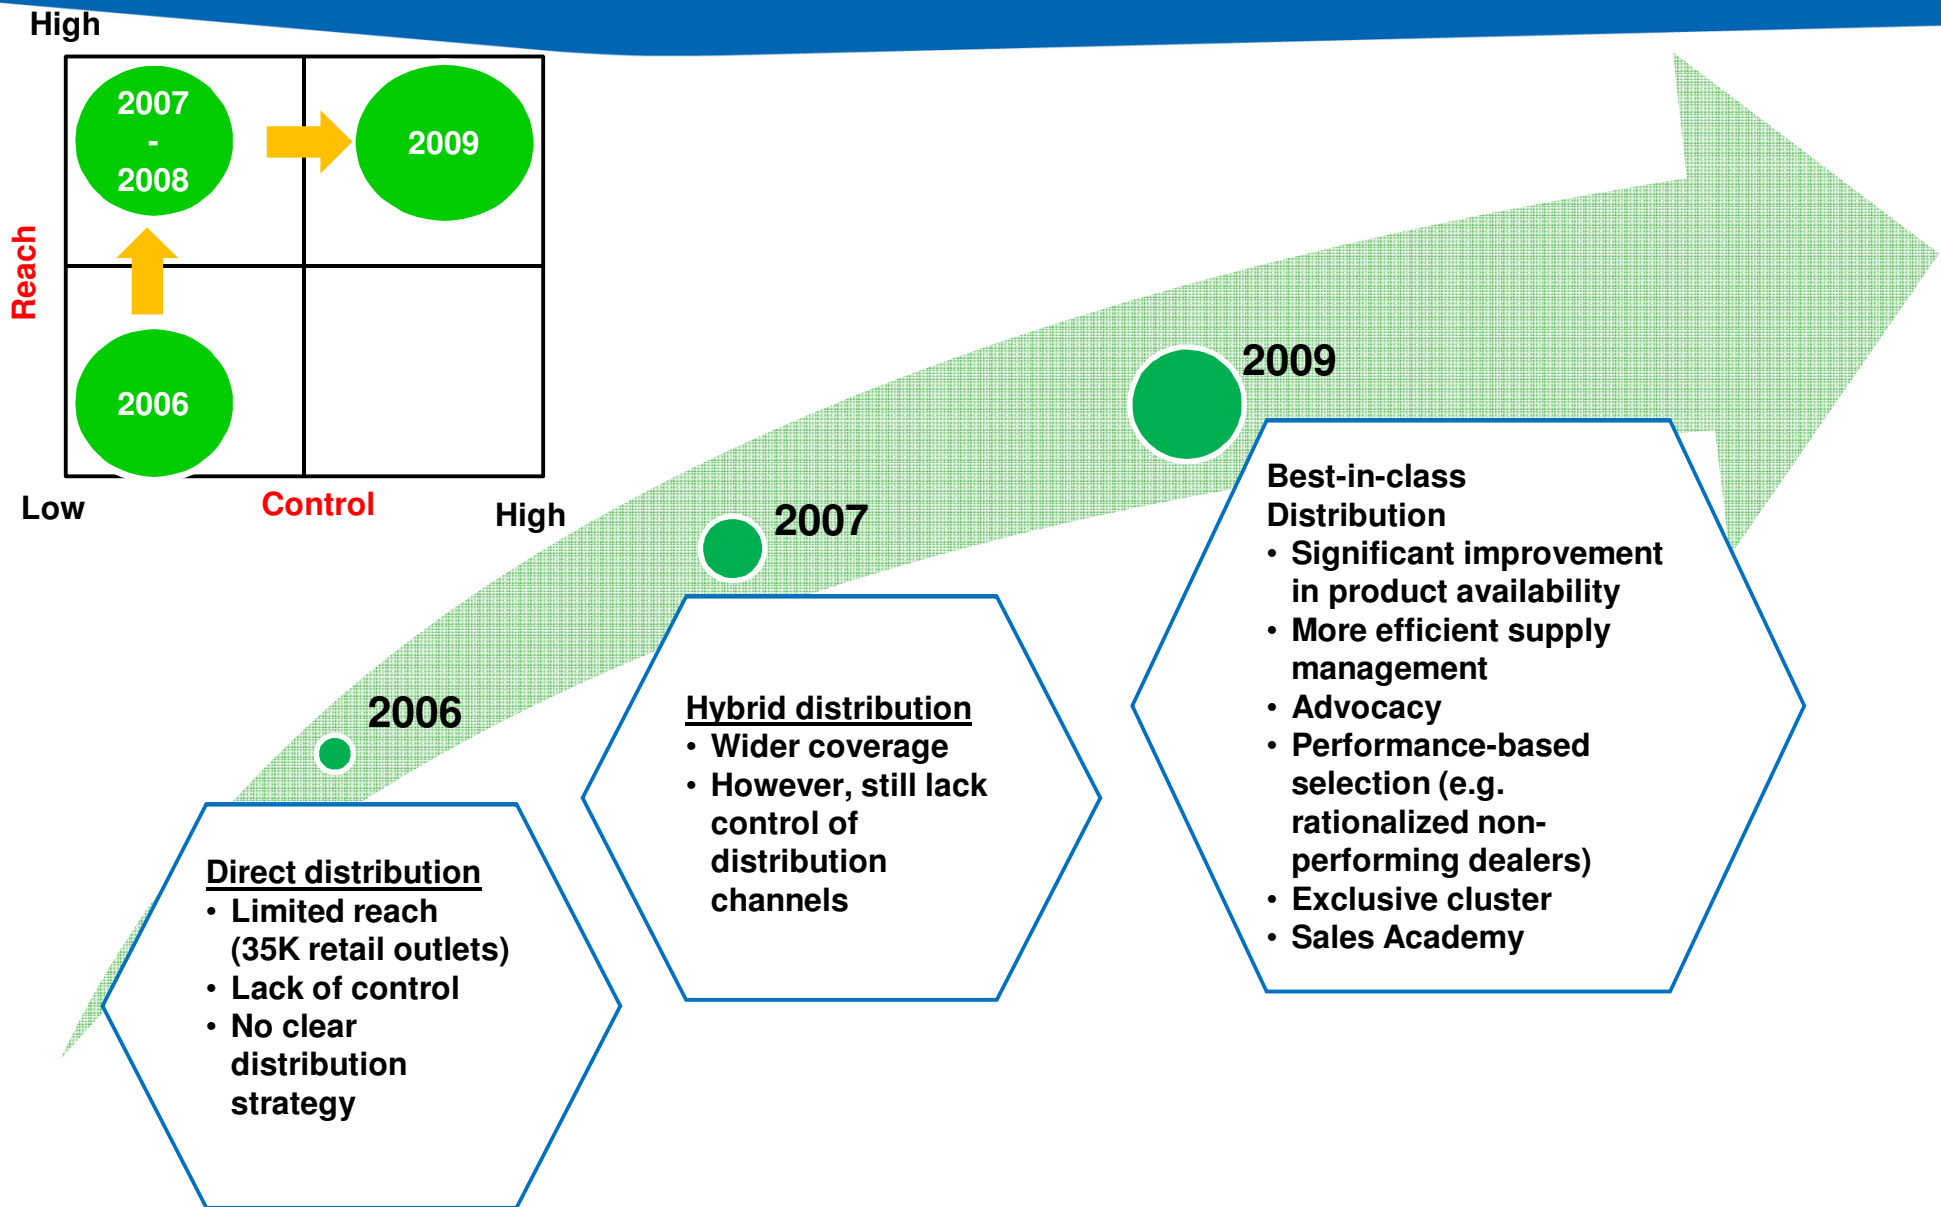 High
2007
-
2008
2009
Reach
2006
Low
Control
High
2006
Direct distribution
• Limited reach
(35K retail outlets)
• Lack of control
• No clear
distribution
strategy
2007
Hybrid distribution
• Wider coverage
• However, still lack
control of
distribution
channels
2009
Best-in-class
Distribution
• Significant improvement
in product availability
• More efficient supply
management
• Advocacy
• Performance-based
selection (e.g.
rationalized non-
performing dealers)
• Exclusive cluster
• Sales Academy